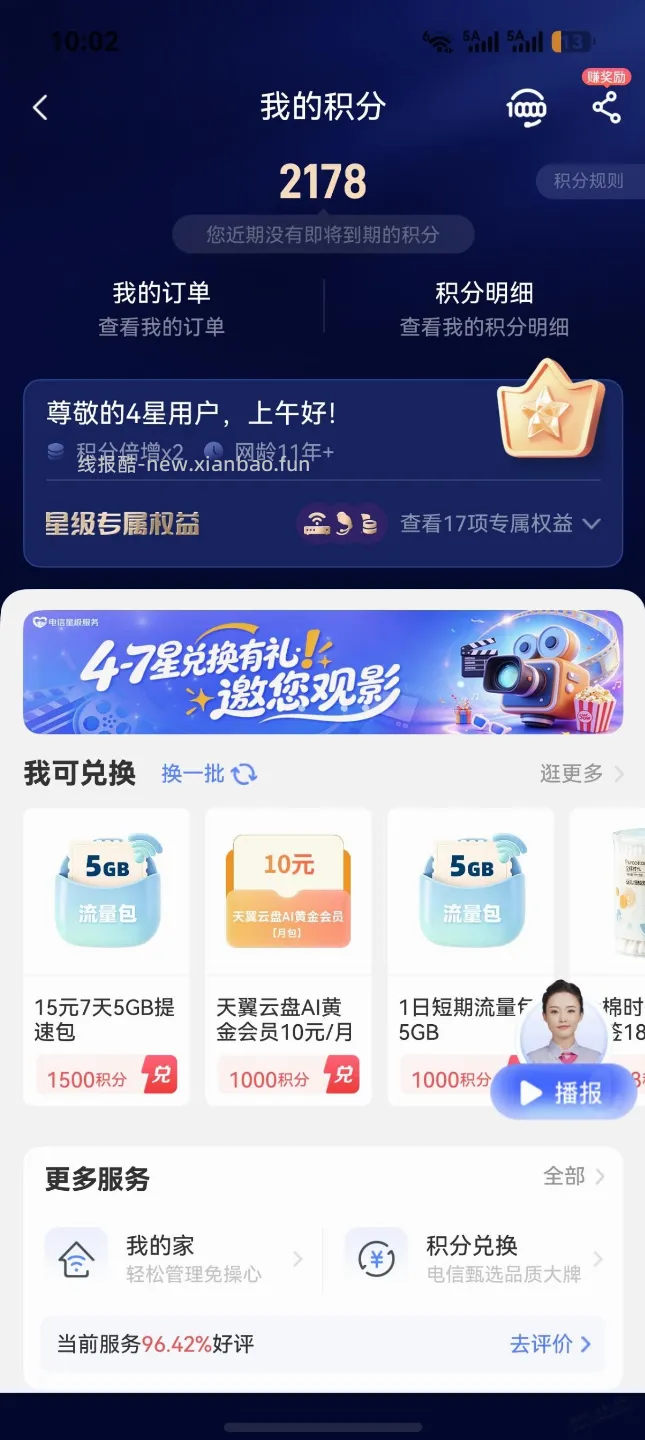 10:02
6 5A 5A 13
赚奖励
我的积分
1000
2178
积分规则
您近期没有即将到期的积分
我的订单
积分明细
查看我的订单
查看我的积分明细
尊敬的4星用户，上午好！
积分倍增x2 网龄11年+
线报酷-new.xianbao.fun
星级专属权益
查看17项专属权益
电信星级服务
4-7星兑换有礼！
邀您观影
我可兑换 换一批
逛更多
5GB
流量包
10元
天翼云盘AI黄金会员
【月包】
5GB
流量包
15元7天5GB提
速包
天翼云盘AI黄
金会员10元/月
1日短期流量包
5GB
棉时
签18
1500积分 兑
1000积分 兑
1000积分
播报
更多服务
全部
我的家
轻松管理免操心
积分兑换
电信甄选品质大牌
当前服务96.42%好评
去评价